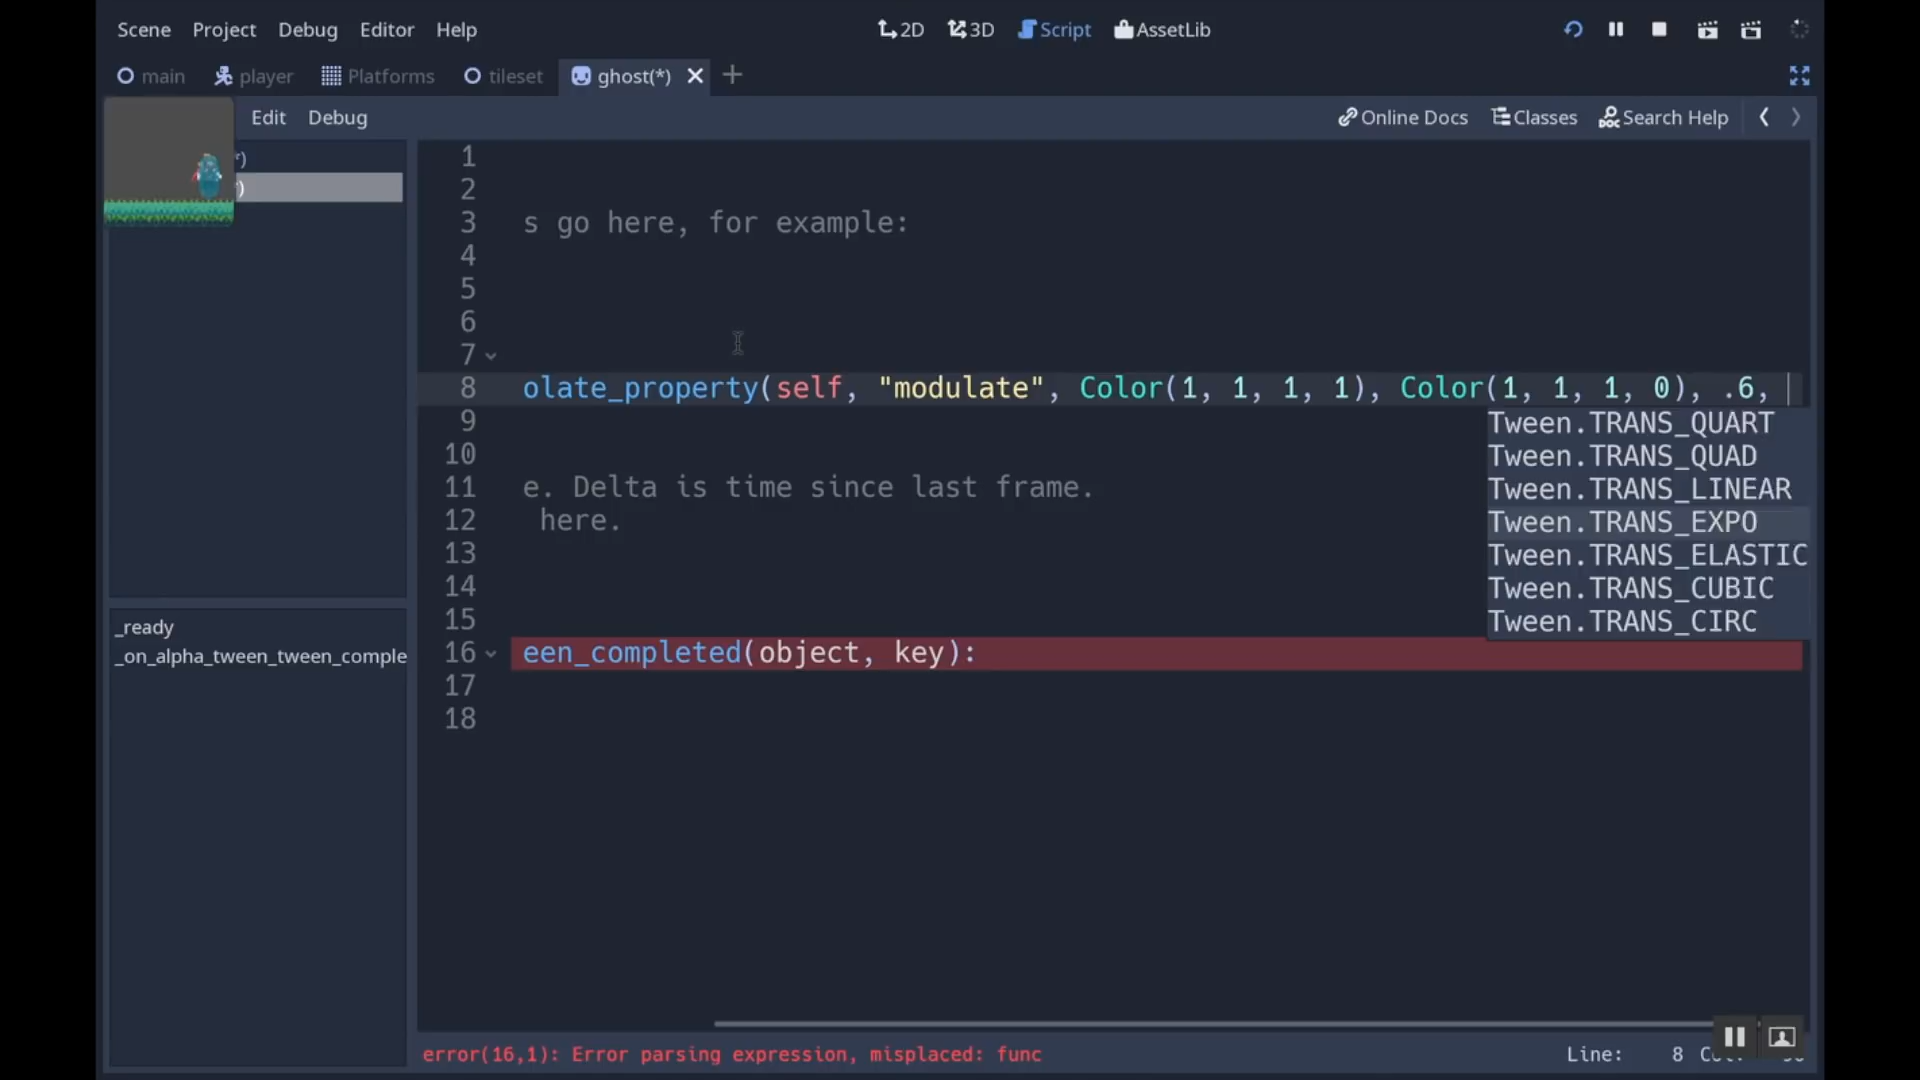 Scene Project Debug Editor Help 2D 3D Script AssetLib
main player Platforms tileset ghost(*)
Edit Debug Online Docs Classes Search Help
1
2
3 s go here, for example:
4
5
6
7
8 olate_property(self, "modulate", Color(1, 1, 1, 1), Color(1, 1, 1, 0), .6,
9
10
11 e. Delta is time since last frame.
12 here.
13
14
15
16 een_completed(object, key):
17
18
Tween.TRANS_QUART
Tween.TRANS_QUAD
Tween.TRANS_LINEAR
Tween.TRANS_EXPO
Tween.TRANS_ELASTIC
Tween.TRANS_CUBIC
Tween.TRANS_CIRC
_ready
_on_alpha_tween_tween_comple
error(16,1): Error parsing expression, misplaced: func
Line: 8